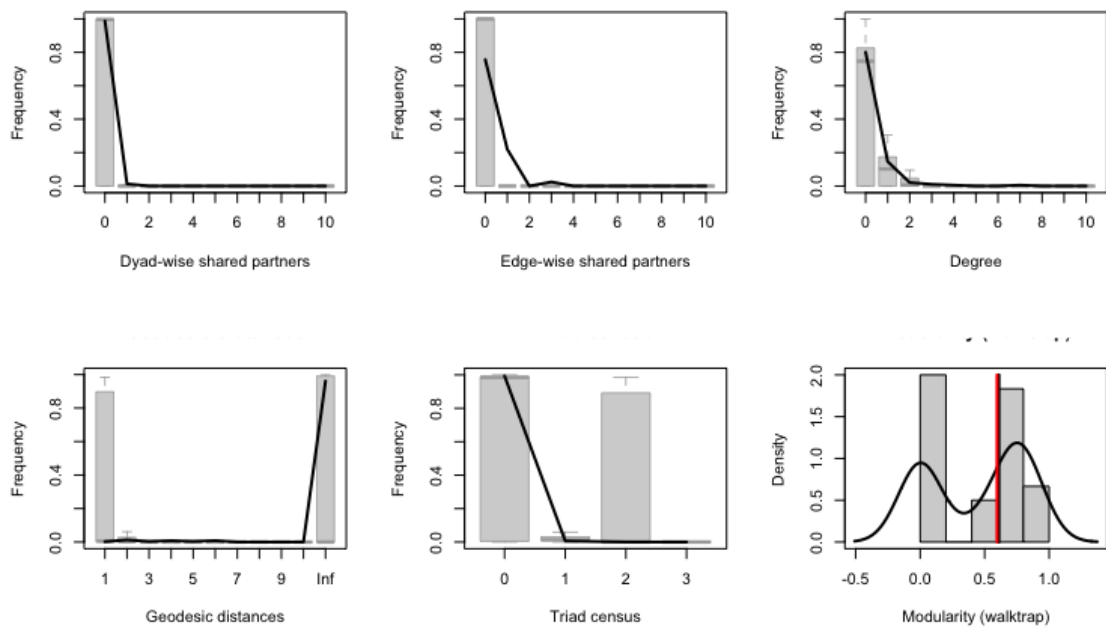 Frequency
0.0 0.4 0.8
0 2 4 6 8 10
Dyad-wise shared partners
Frequency
0.0 0.4 0.8
0 2 4 6 8 10
Edge-wise shared partners
Frequency
0.0 0.4 0.8
0 2 4 6 8 10
Degree
Frequency
0.0 0.4 0.8
1 3 5 7 9 Inf
Geodesic distances
Frequency
0.0 0.4 0.8
0 1 2 3
Triad census
Density
0.0 0.5 1.0 1.5 2.0
-0.5 0.0 0.5 1.0
Modularity (walktrap)